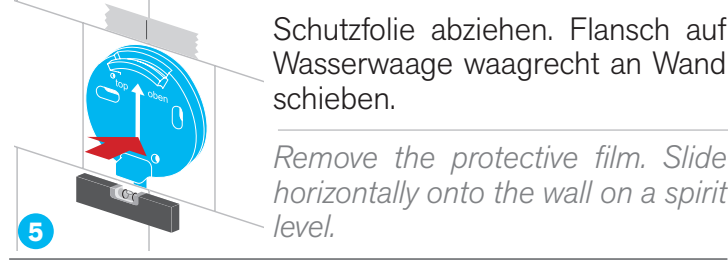 Schutzfolie abziehen. Flansch auf
Wasserwaage waagrecht an Wand
schieben.
Remove the protective film. Slide
horizontally onto the wall on a spirit
level.
top oben
5